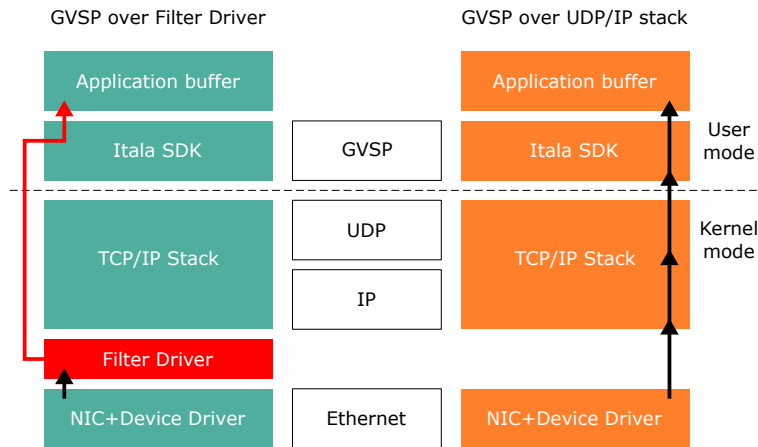 GVSP over Filter Driver
GVSP over UDP/IP stack
Application buffer
Application buffer
Itala SDK
GVSP
Itala SDK
User
mode
TCP/IP Stack
UDP
IP
TCP/IP Stack
Kernel
mode
Filter Driver
NIC+Device Driver
Ethernet
NIC+Device Driver